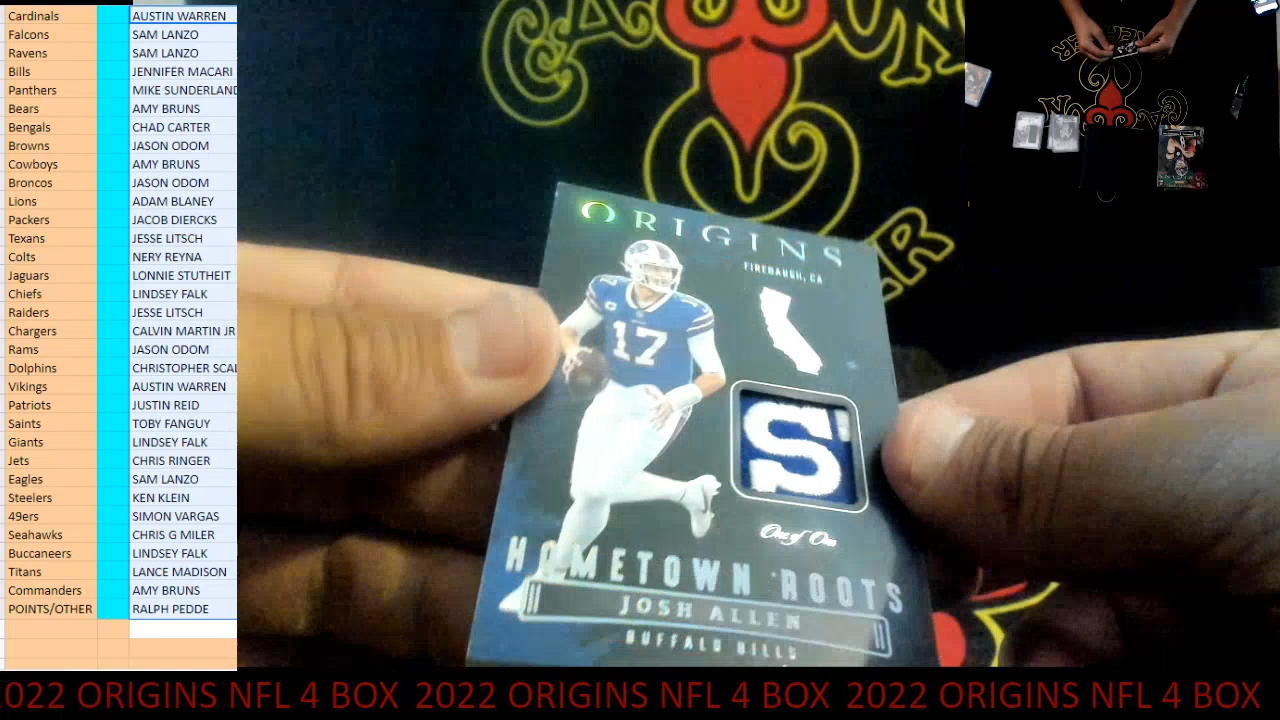 Cardinals AUSTIN WARREN
Falcons SAM LANZO
Ravens SAM LANZO
Bills JENNIFER MACARI
Panthers MIKE SUNDERLAND
Bears AMY BRUNS
Bengals CHAD CARTER
Browns JASON ODOM
Cowboys AMY BRUNS
Broncos JASON ODOM
Lions ADAM BLANEY
Packers JACOB DIERCKS
Texans JESSE LITSCH
Colts NERY REYNA
Jaguars LONNIE STUTHEIT
Chiefs LINDSEY FALK
Raiders JESSE LITSCH
Chargers CALVIN MARTIN JR
Rams JASON ODOM
Dolphins CHRISTOPHER SCAL
Vikings AUSTIN WARREN
Patriots JUSTIN REID
Saints TOBY FANGUY
Giants LINDSEY FALK
Jets CHRIS RINGER
Eagles SAM LANZO
Steelers KEN KLEIN
49ers SIMON VARGAS
Seahawks CHRIS G MILER
Buccaneers LINDSEY FALK
Titans LANCE MADISON
Commanders AMY BRUNS
POINTS/OTHER RALPH PEDDE
ORIGINS
FIREBAUGH, CA
17
17
S
One of One
HOMETOWN ROOTS
JOSH ALLEN
BUFFALO BILLS
2022 ORIGINS NFL 4 BOX 2022 ORIGINS NFL 4 BOX 2022 ORIGINS NFL 4 BOX